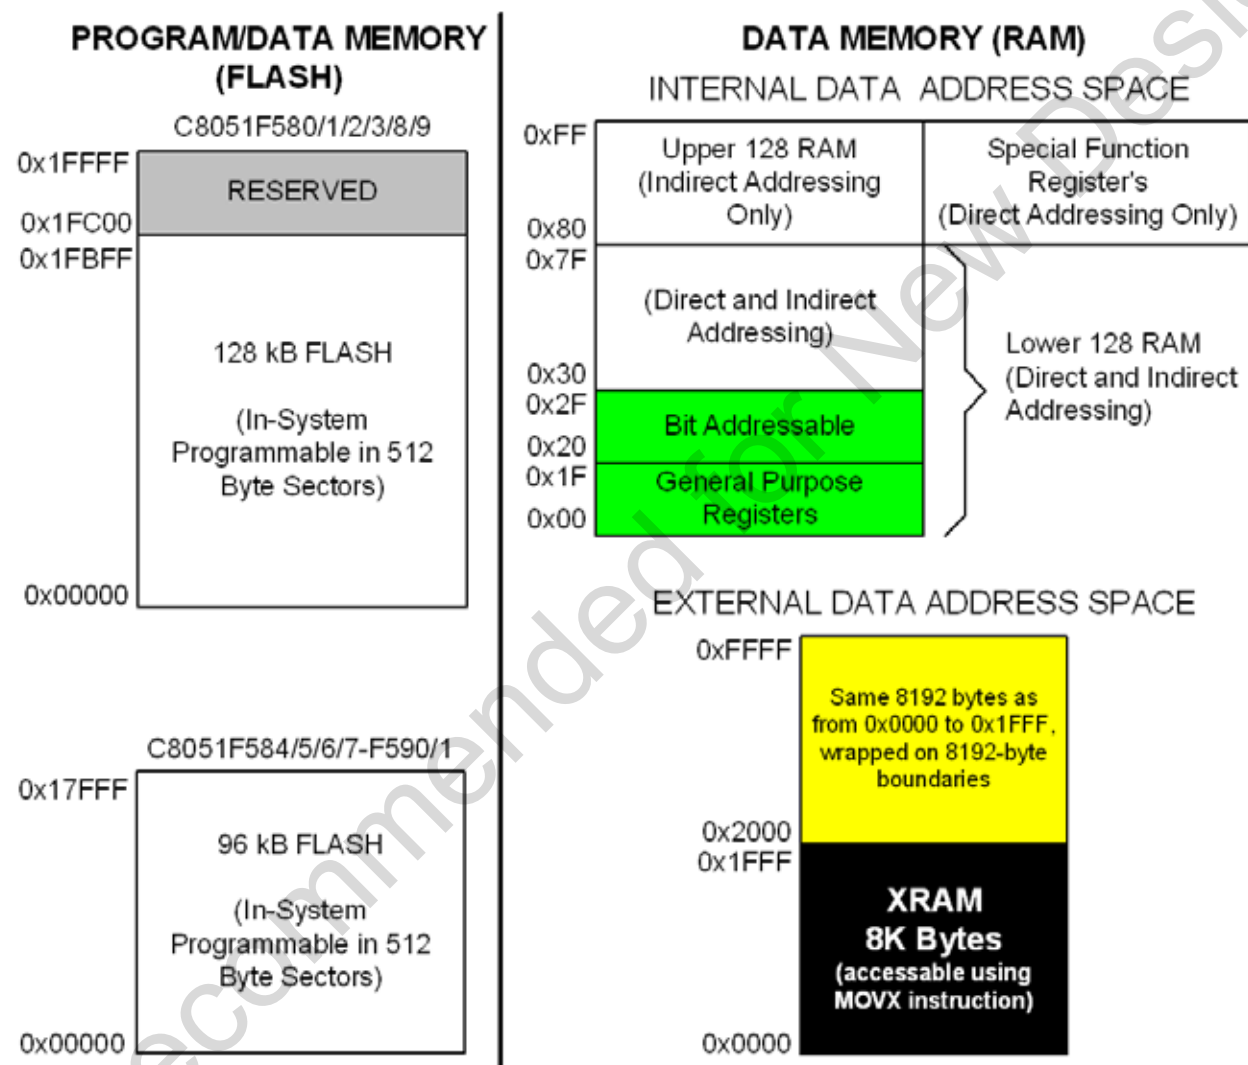 PROGRAM/DATA MEMORY
(FLASH)
C8051F580/1/2/3/8/9
0x1FFFF
RESERVED
0x1FC00
0x1FBFF
128 kB FLASH
(In-System
Programmable in 512
Byte Sectors)
0x00000
C8051F584/5/6/7-F590/1
0x17FFF
96 kB FLASH
(In-System
Programmable in 512
Byte Sectors)
0x00000
DATA MEMORY (RAM)
INTERNAL DATA ADDRESS SPACE
0xFF
Upper 128 RAM
(Indirect Addressing
Only)
0x80
Special Function
Register's
(Direct Addressing Only)
0x7F
(Direct and Indirect
Addressing)
0x30
Lower 128 RAM
(Direct and Indirect
Addressing)
0x2F
Bit Addressable
0x20
0x1F
General Purpose
Registers
0x00
EXTERNAL DATA ADDRESS SPACE
0xFFFF
Same 8192 bytes as
from 0x0000 to 0x1FFF,
wrapped on 8192-byte
boundaries
0x2000
0x1FFF
XRAM
8K Bytes
(accessable using
MOVX instruction)
0x0000
ecommended for New Desi